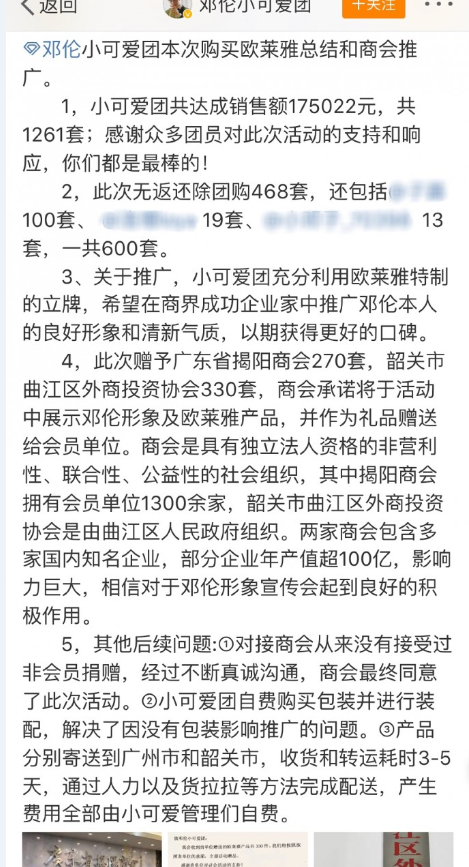 返回
邓伦小可爱团
+关注
邓伦小可爱团本次购买欧莱雅总结和商会推
广。
1，小可爱团共达成销售额175022元，共
1261套；感谢众多团员对此次活动的支持和响
应，你们都是最棒的！
2，此次无返还除团购468套，还包括
100套、 19套、 13
套，一共600套。
3、关于推广，小可爱团充分利用欧莱雅特制
的立牌，希望在商界成功企业家中推广邓伦本人
的良好形象和清新气质，以期获得更好的口碑。
4，此次赠予广东省揭阳商会270套，韶关市
曲江区外商投资协会330套，商会承诺将于活动
中展示邓伦形象及欧莱雅产品，并作为礼品赠送
给会员单位。商会是具有独立法人资格的非营利
性、联合性、公益性的社会组织，其中揭阳商会
拥有会员单位1300余家，韶关市曲江区外商投资
协会是由曲江区人民政府组织。两家商会包含多
家国内知名企业，部分企业年产值超100亿，影响
力巨大，相信对于邓伦形象宣传会起到良好的积
极作用。
5，其他后续问题:①对接商会从来没有接受过
非会员捐赠，经过不断真诚沟通，商会最终同意
了此次活动。②小可爱团自费购买包装并进行装
配，解决了因没有包装影响推广的问题。③产品
分别寄送到广州市和韶关市，收货和转运耗时3-5
天，通过人力以及货拉拉等方法完成配送，产生
费用全部由小可爱管理们自费。
区外